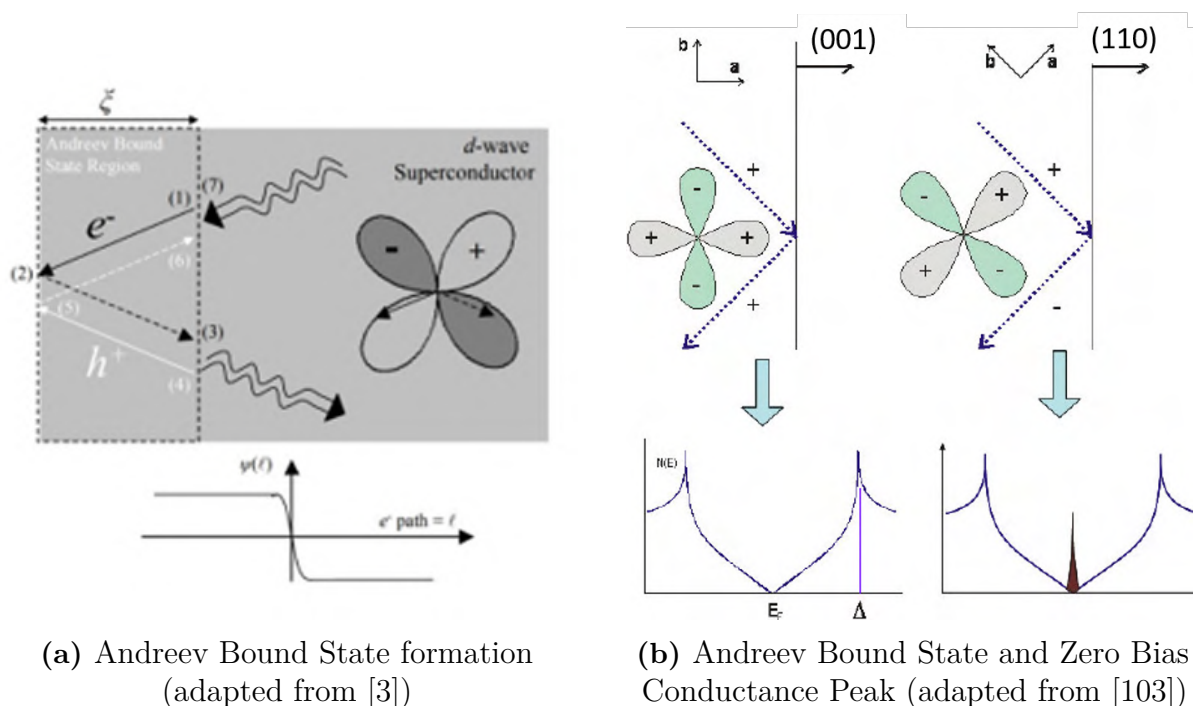 ξ
Andreev Bound
State Region
d-wave
Superconductor
(1)
(7)
e-
(2)
(6)
(5)
(3)
h+
(4)
-
+
ψ(ℓ)
e- path = ℓ
(a) Andreev Bound State formation
(adapted from [3])
b
a
(001)
b
a
(110)
+
-
+
+
-
+
+
-
+
+
-
-
N(E)
E_F
Δ
(b) Andreev Bound State and Zero Bias
Conductance Peak (adapted from [103])